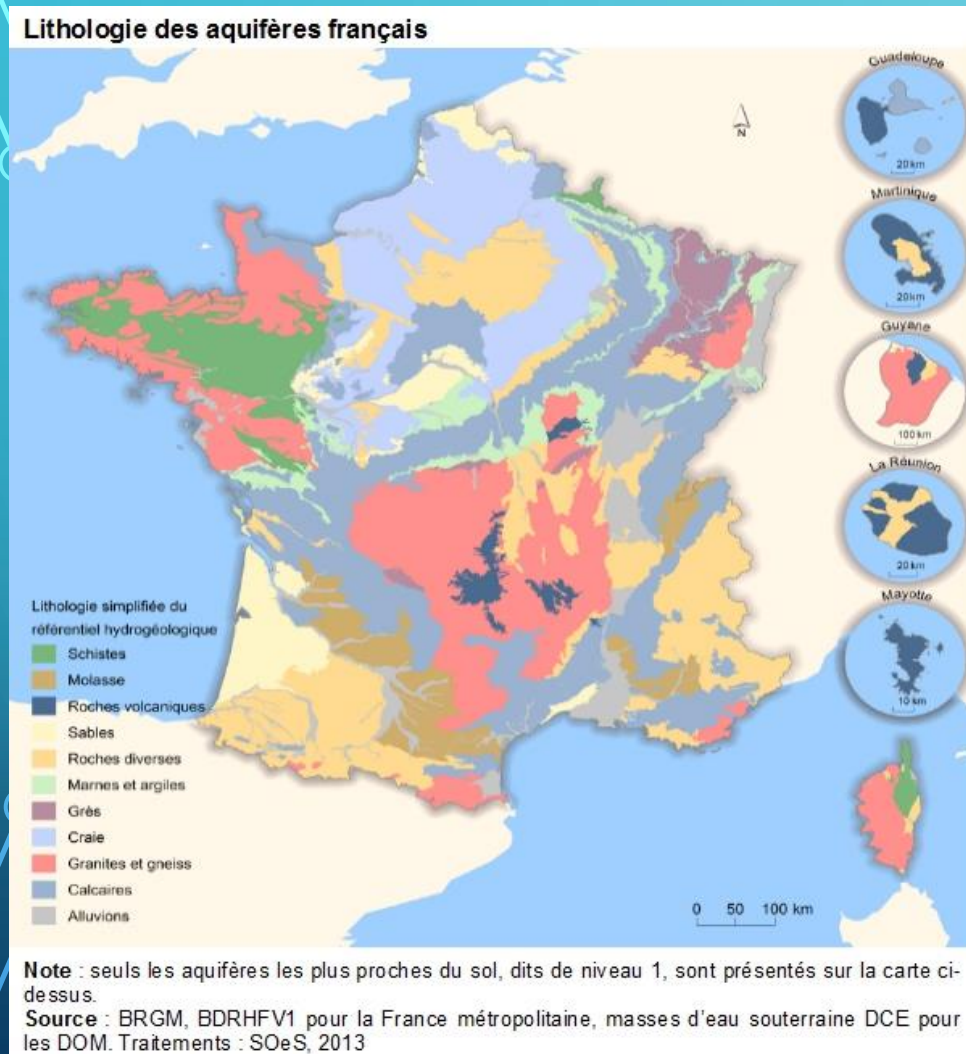 Lithologie des aquifères français
N
Guadeloupe
20 km
Martinique
20 km
Guyane
100 km
La Réunion
20 km
Mayotte
10 km
Lithologie simplifiée du
référentiel hydrogéologique
Schistes
Molasse
Roches volcaniques
Sables
Roches diverses
Marnes et argiles
Grès
Craie
Granites et gneiss
Calcaires
Alluvions
0 50 100 km
Note : seuls les aquifères les plus proches du sol, dits de niveau 1, sont présentés sur la carte ci-
dessus.
Source : BRGM, BDRHFV1 pour la France métropolitaine, masses d'eau souterraine DCE pour
les DOM. Traitements : SOeS, 2013